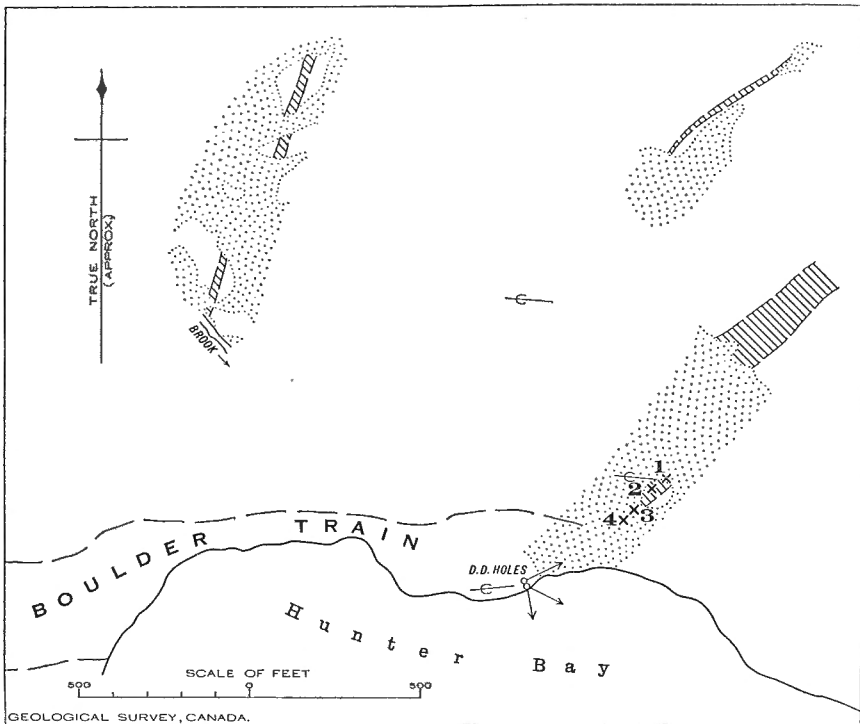 TRUE NORTH
(APPROX.)
BROOK
1
2
3
4
BOULDER TRAIN
D.D. HOLES
Hunter Bay
SCALE OF FEET
500 0 500
GEOLOGICAL SURVEY, CANADA.